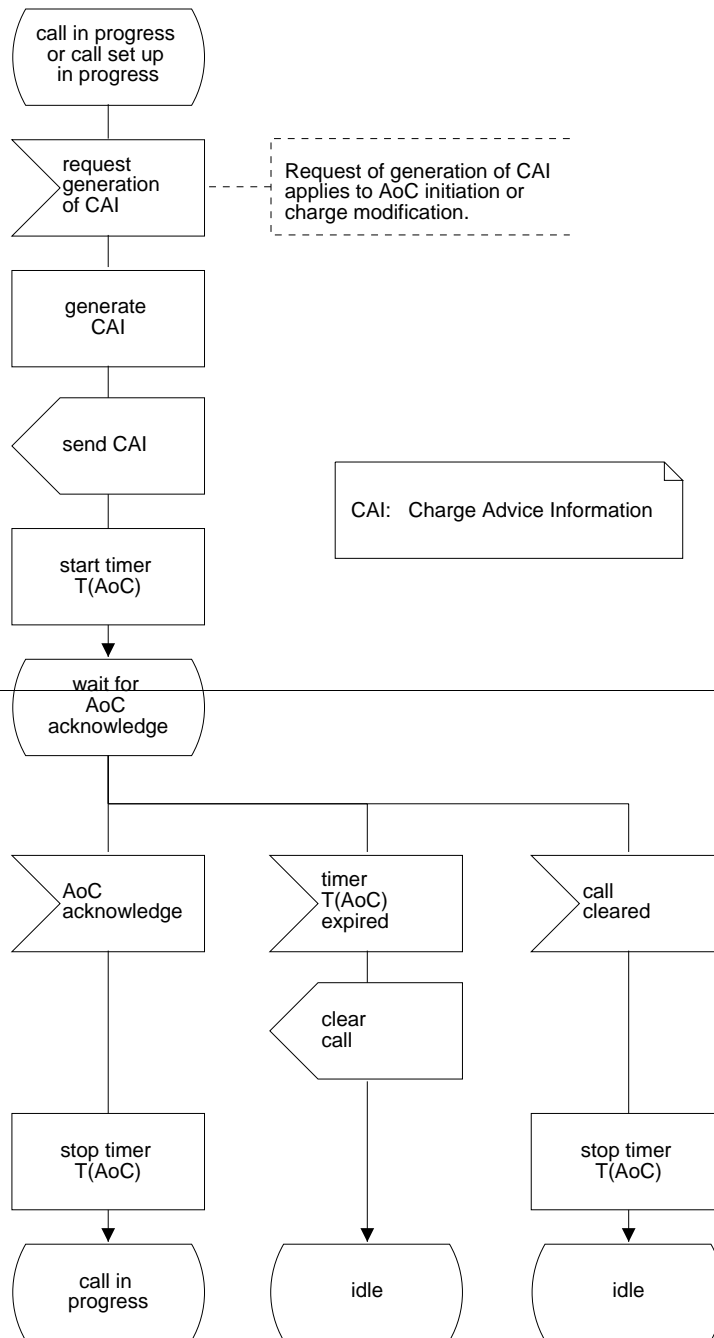 call in progress
or call set up
in progress
request
generation
of CAI
Request of generation of CAI
applies to AoC initiation or
charge modification.
generate
CAI
send CAI
CAI: Charge Advice Information
start timer
T(AoC)
wait for
AoC
acknowledge
AoC
acknowledge
timer
T(AoC)
expired
call
cleared
clear
call
stop timer
T(AoC)
stop timer
T(AoC)
call in
progress
idle
idle